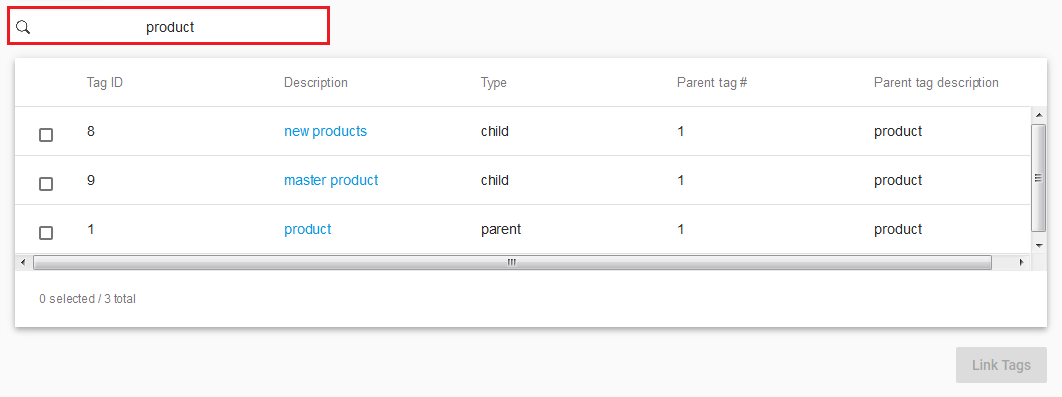 product
Tag ID Description Type Parent tag # Parent tag description
8 new products child 1 product
9 master product child 1 product
1 product parent 1 product
0 selected / 3 total
Link Tags